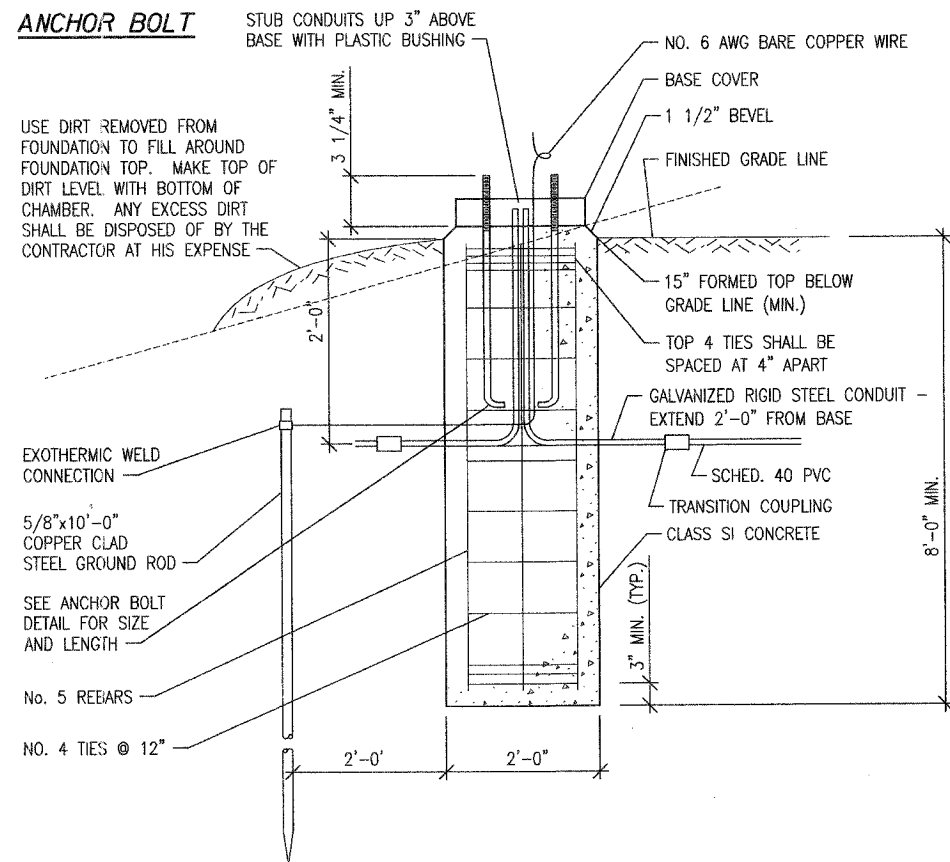 ANCHOR BOLT
STUB CONDUITS UP 3" ABOVE
BASE WITH PLASTIC BUSHING
NO. 6 AWG BARE COPPER WIRE
BASE COVER
1 1/2" BEVEL
FINISHED GRADE LINE
3 1/4" MIN.
USE DIRT REMOVED FROM
FOUNDATION TO FILL AROUND
FOUNDATION TOP. MAKE TOP OF
DIRT LEVEL WITH BOTTOM OF
CHAMBER. ANY EXCESS DIRT
SHALL BE DISPOSED OF BY THE
CONTRACTOR AT HIS EXPENSE
2'-0"
15" FORMED TOP BELOW
GRADE LINE (MIN.)
TOP 4 TIES SHALL BE
SPACED AT 4" APART
GALVANIZED RIGID STEEL CONDUIT -
EXTEND 2'-0" FROM BASE
SCHED. 40 PVC
TRANSITION COUPLING
CLASS SI CONCRETE
8'-0" MIN.
3" MIN. (TYP.)
EXOTHERMIC WELD
CONNECTION
5/8"x10'-0"
COPPER CLAD
STEEL GROUND ROD
SEE ANCHOR BOLT
DETAIL FOR SIZE
AND LENGTH
No. 5 REBARS
NO. 4 TIES @ 12"
2'-0'
2'-0"